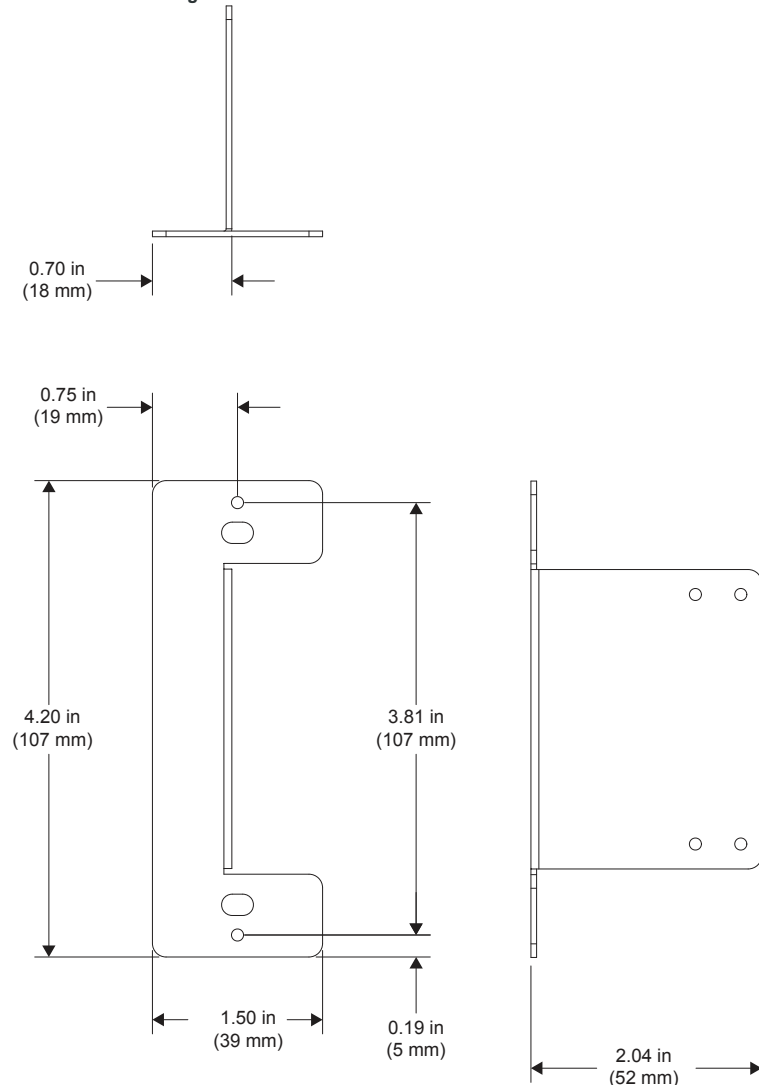 0.70 in
(18 mm)
0.75 in
(19 mm)
4.20 in
(107 mm)
3.81 in
(107 mm)
1.50 in
(39 mm)
0.19 in
(5 mm)
2.04 in
(52 mm)